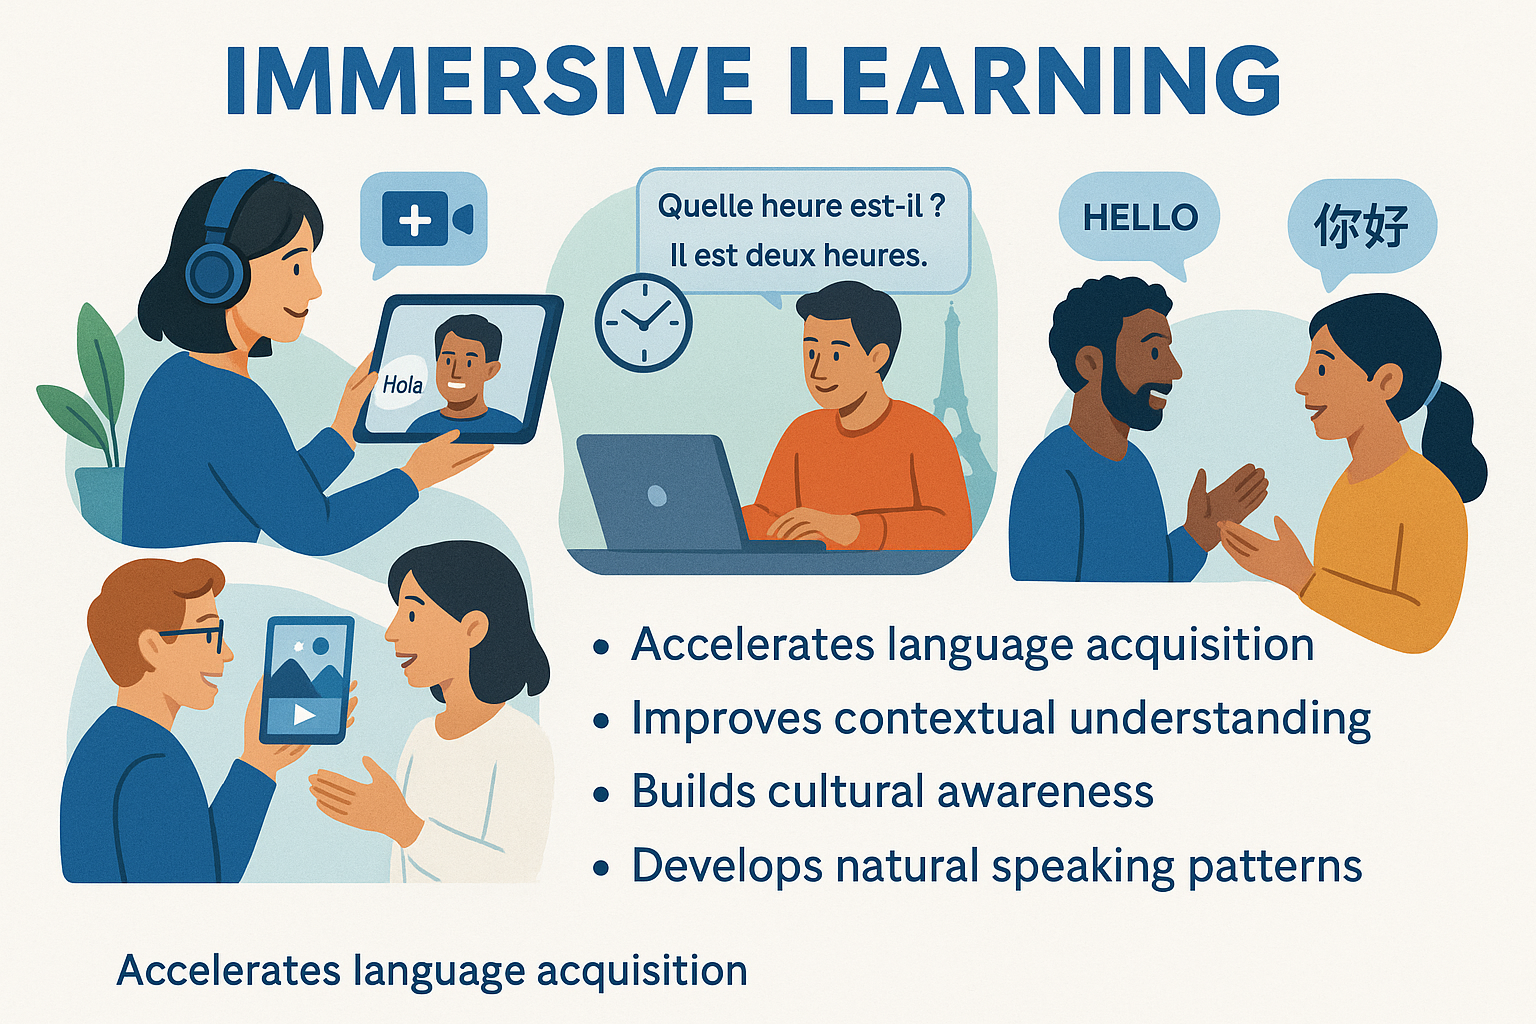 IMMERSIVE LEARNING
Quelle heure est-il ?
Il est deux heures.
HELLO
你好
Hola
• Accelerates language acquisition
• Improves contextual understanding
• Builds cultural awareness
• Develops natural speaking patterns
Accelerates language acquisition